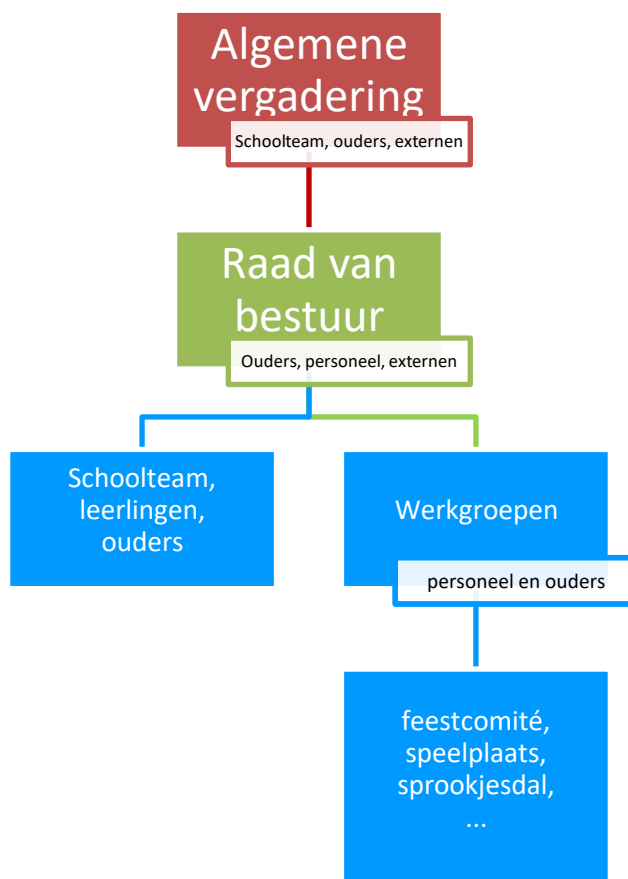 Algemene
vergadering
Schoolteam, ouders, externen
Raad van
bestuur
Ouders, personeel, externen
Schoolteam,
leerlingen,
ouders
Werkgroepen
personeel en ouders
feestcomité,
speelplaats,
sprookjesdal,
...